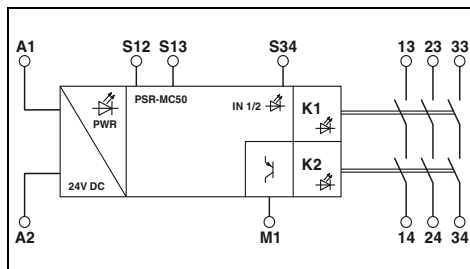 A1 S12 S13 S34 13 23 33
PSR-MC50 IN 1/2 K1
PWR
K2
24V DC
A2 M1 14 24 34